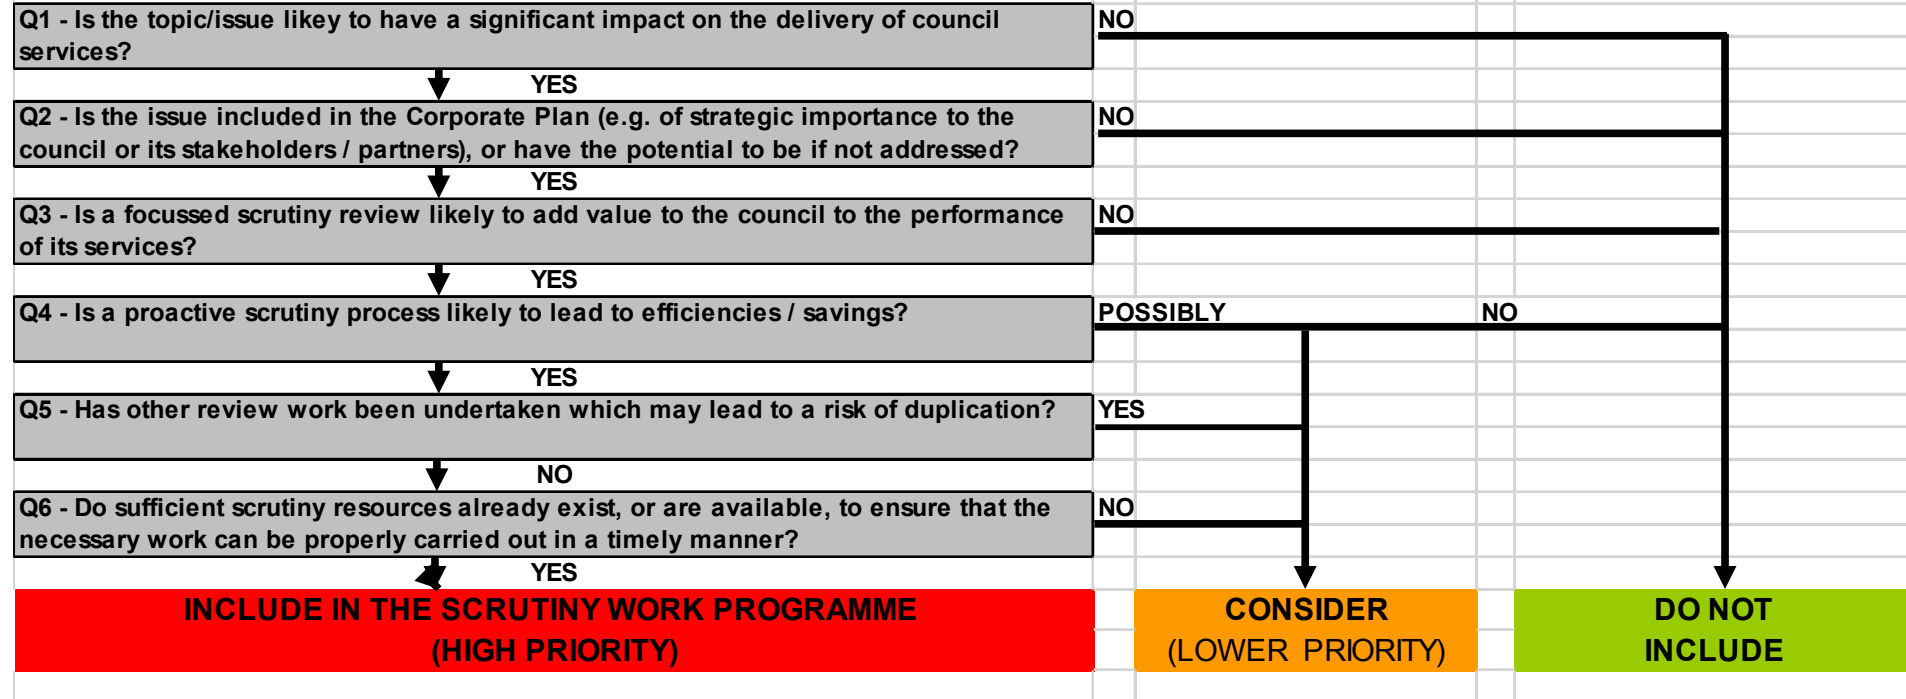 Q1 - Is the topic/issue likey to have a significant impact on the delivery of council
services?
NO
YES
Q2 - Is the issue included in the Corporate Plan (e.g. of strategic importance to the
council or its stakeholders / partners), or have the potential to be if not addressed?
NO
YES
Q3 - Is a focussed scrutiny review likely to add value to the council to the performance
of its services?
NO
YES
Q4 - Is a proactive scrutiny process likely to lead to efficiencies / savings?
POSSIBLY
NO
YES
Q5 - Has other review work been undertaken which may lead to a risk of duplication?
YES
NO
Q6 - Do sufficient scrutiny resources already exist, or are available, to ensure that the
necessary work can be properly carried out in a timely manner?
NO
YES
INCLUDE IN THE SCRUTINY WORK PROGRAMME
(HIGH PRIORITY)
CONSIDER
(LOWER PRIORITY)
DO NOT
INCLUDE